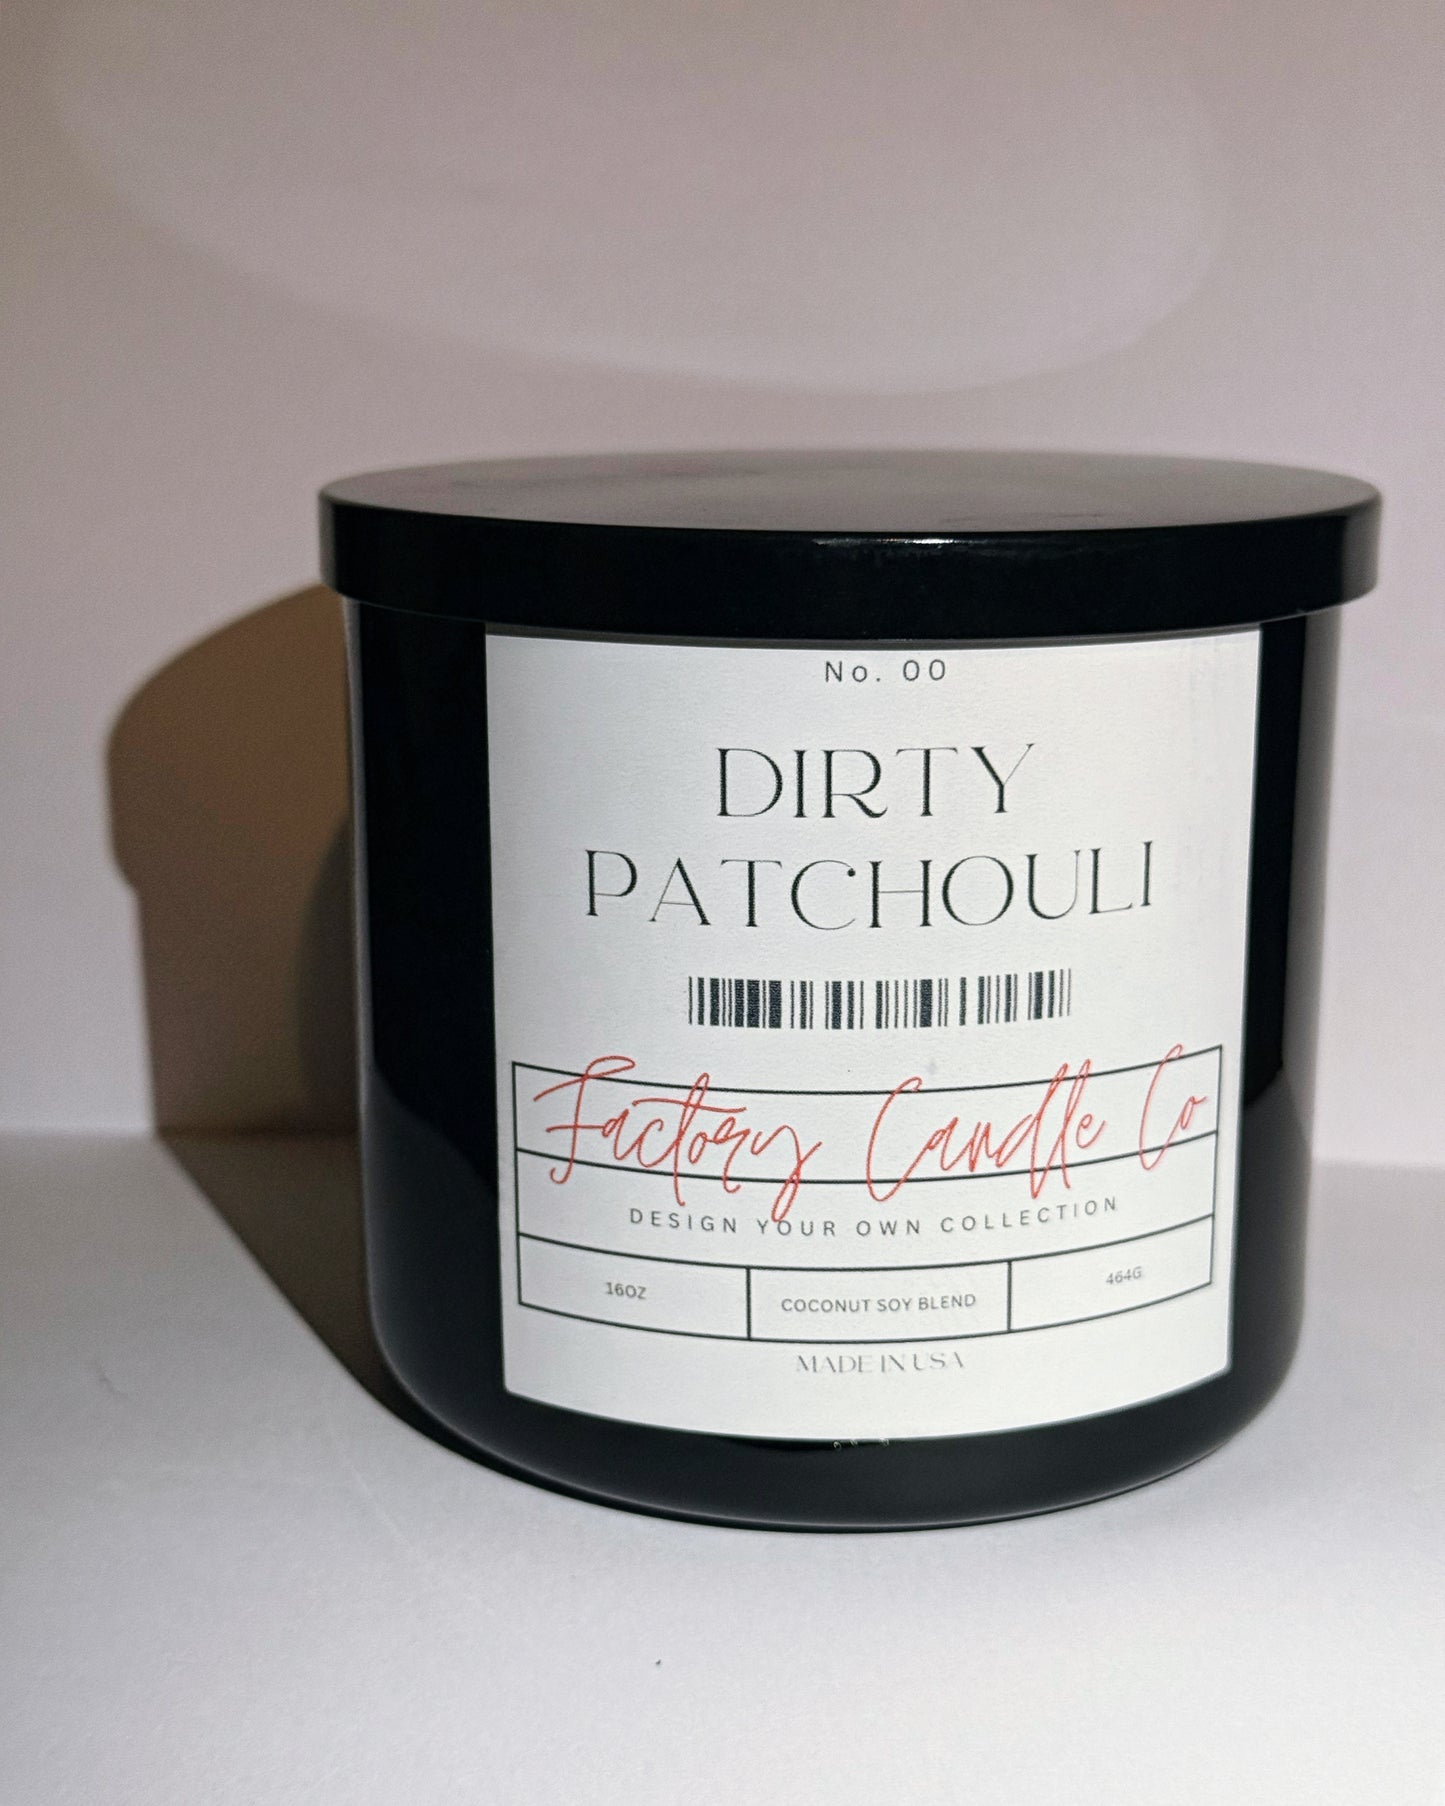 No. 00
DIRTY
PATCHOULI
Factory Candle Co
DESIGN YOUR OWN COLLECTION
16OZ
COCONUT SOY BLEND
464G
MADE IN USA